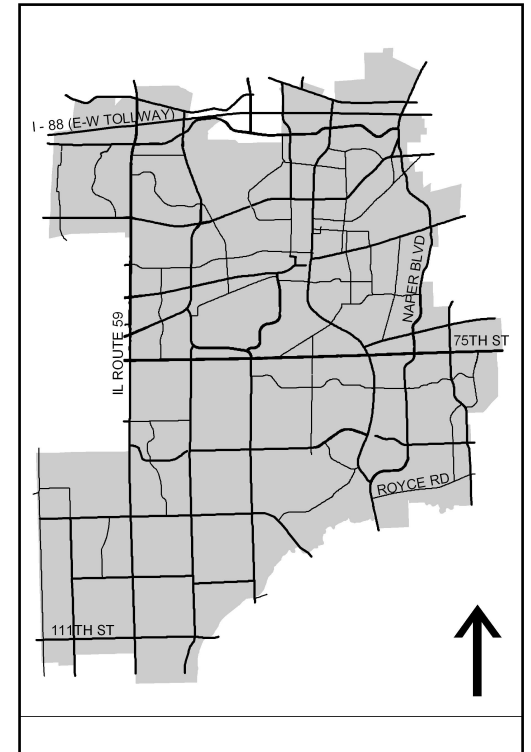 I - 88 (E-W TOLLWAY)
NAPER BLVD
IL ROUTE 59
75TH ST
ROYCE RD
111TH ST